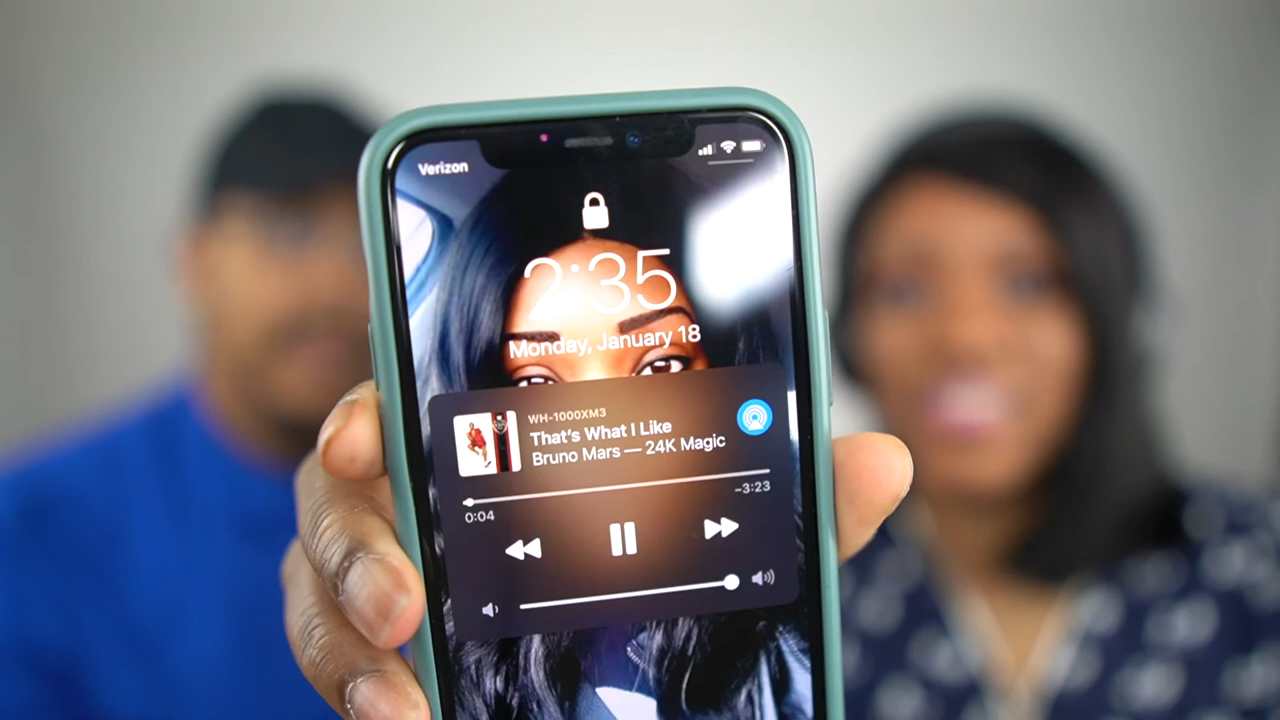 Verizon
2:35
Monday, January 18
WH-1000XM3
That's What I Like
Bruno Mars — 24K Magic
0:04
-3:23